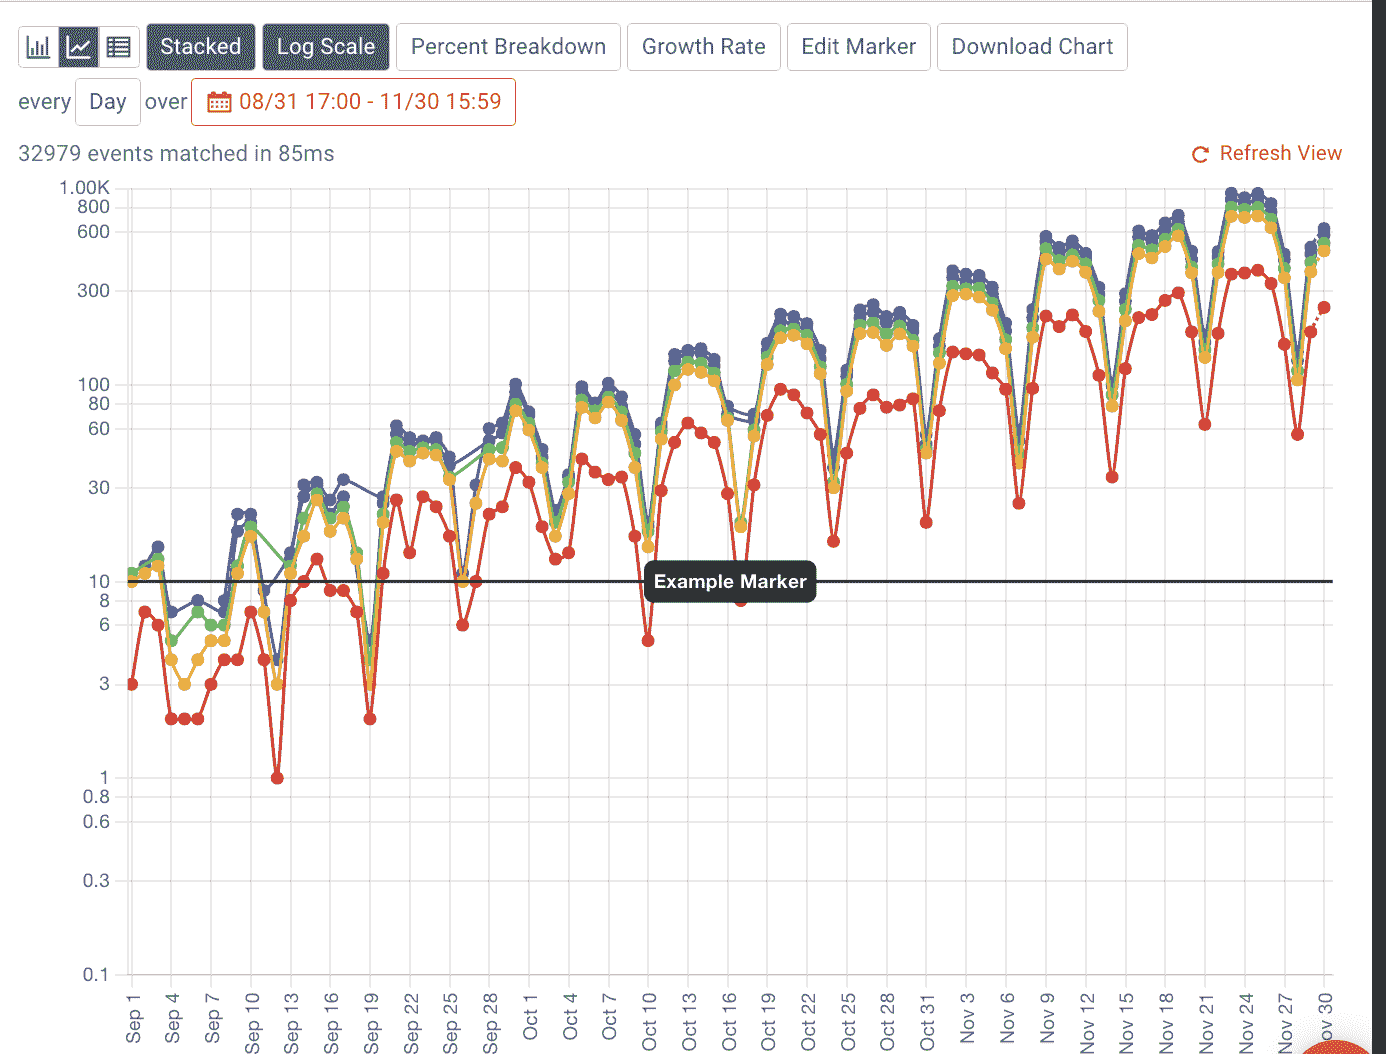 Stacked Log Scale Percent Breakdown Growth Rate Edit Marker Download Chart
every Day over 08/31 17:00 - 11/30 15:59
32979 events matched in 85ms Refresh View
1.00K
800
600
300
100
80
60
30
10
8
6
3
1
0.8
0.6
0.3
0.1
Example Marker
Sep 1
Sep 4
Sep 7
Sep 10
Sep 13
Sep 16
Sep 19
Sep 22
Sep 25
Sep 28
Oct 1
Oct 4
Oct 7
Oct 10
Oct 13
Oct 16
Oct 19
Oct 22
Oct 25
Oct 28
Oct 31
Nov 3
Nov 6
Nov 9
Nov 12
Nov 15
Nov 18
Nov 21
Nov 24
Nov 27
ov 30